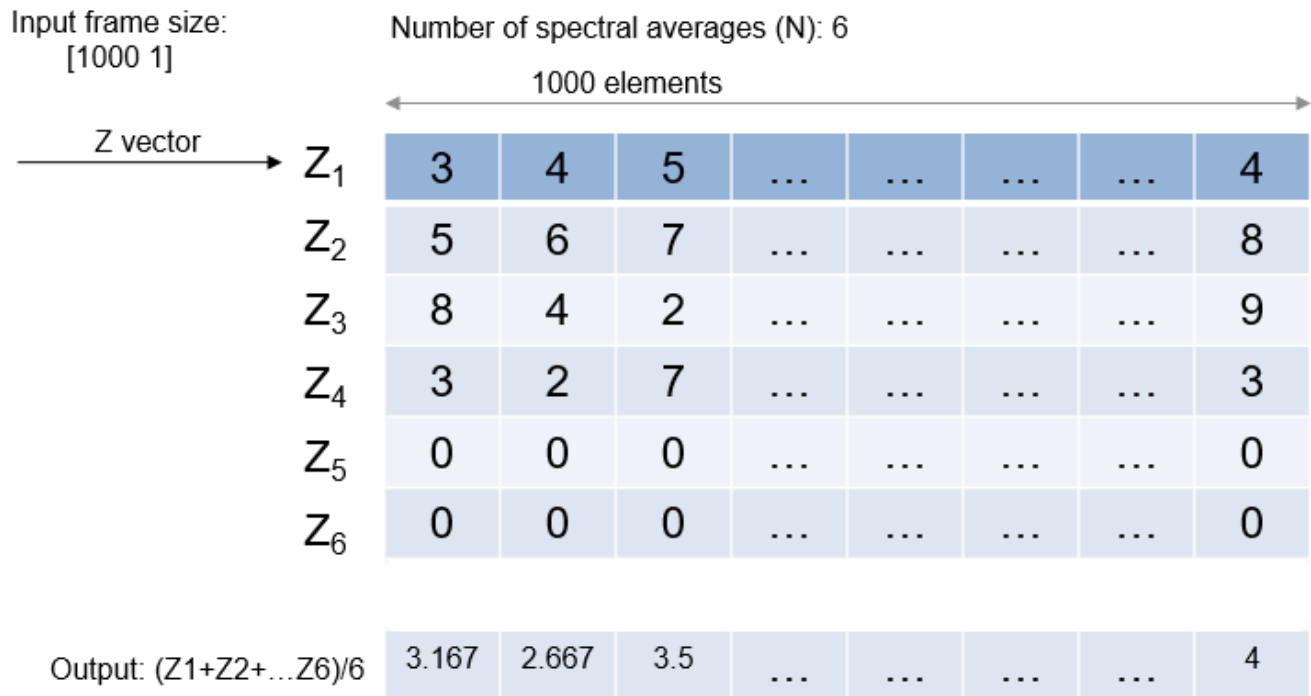 Input frame size:
[1000 1]
Number of spectral averages (N): 6
1000 elements
Z vector
Z₁ 3 4 5 ... ... ... ... 4
Z₂ 5 6 7 ... ... ... ... 8
Z₃ 8 4 2 ... ... ... ... 9
Z₄ 3 2 7 ... ... ... ... 3
Z₅ 0 0 0 ... ... ... ... 0
Z₆ 0 0 0 ... ... ... ... 0
Output: (Z1+Z2+...Z6)/6 3.167 2.667 3.5 ... ... ... ... 4